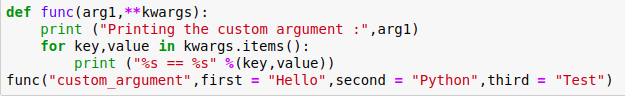 def func(arg1,**kwargs):
    print ("Printing the custom argument :",arg1)
    for key,value in kwargs.items():
        print ("%s == %s" %(key,value))
func("custom_argument",first = "Hello",second = "Python",third = "Test")